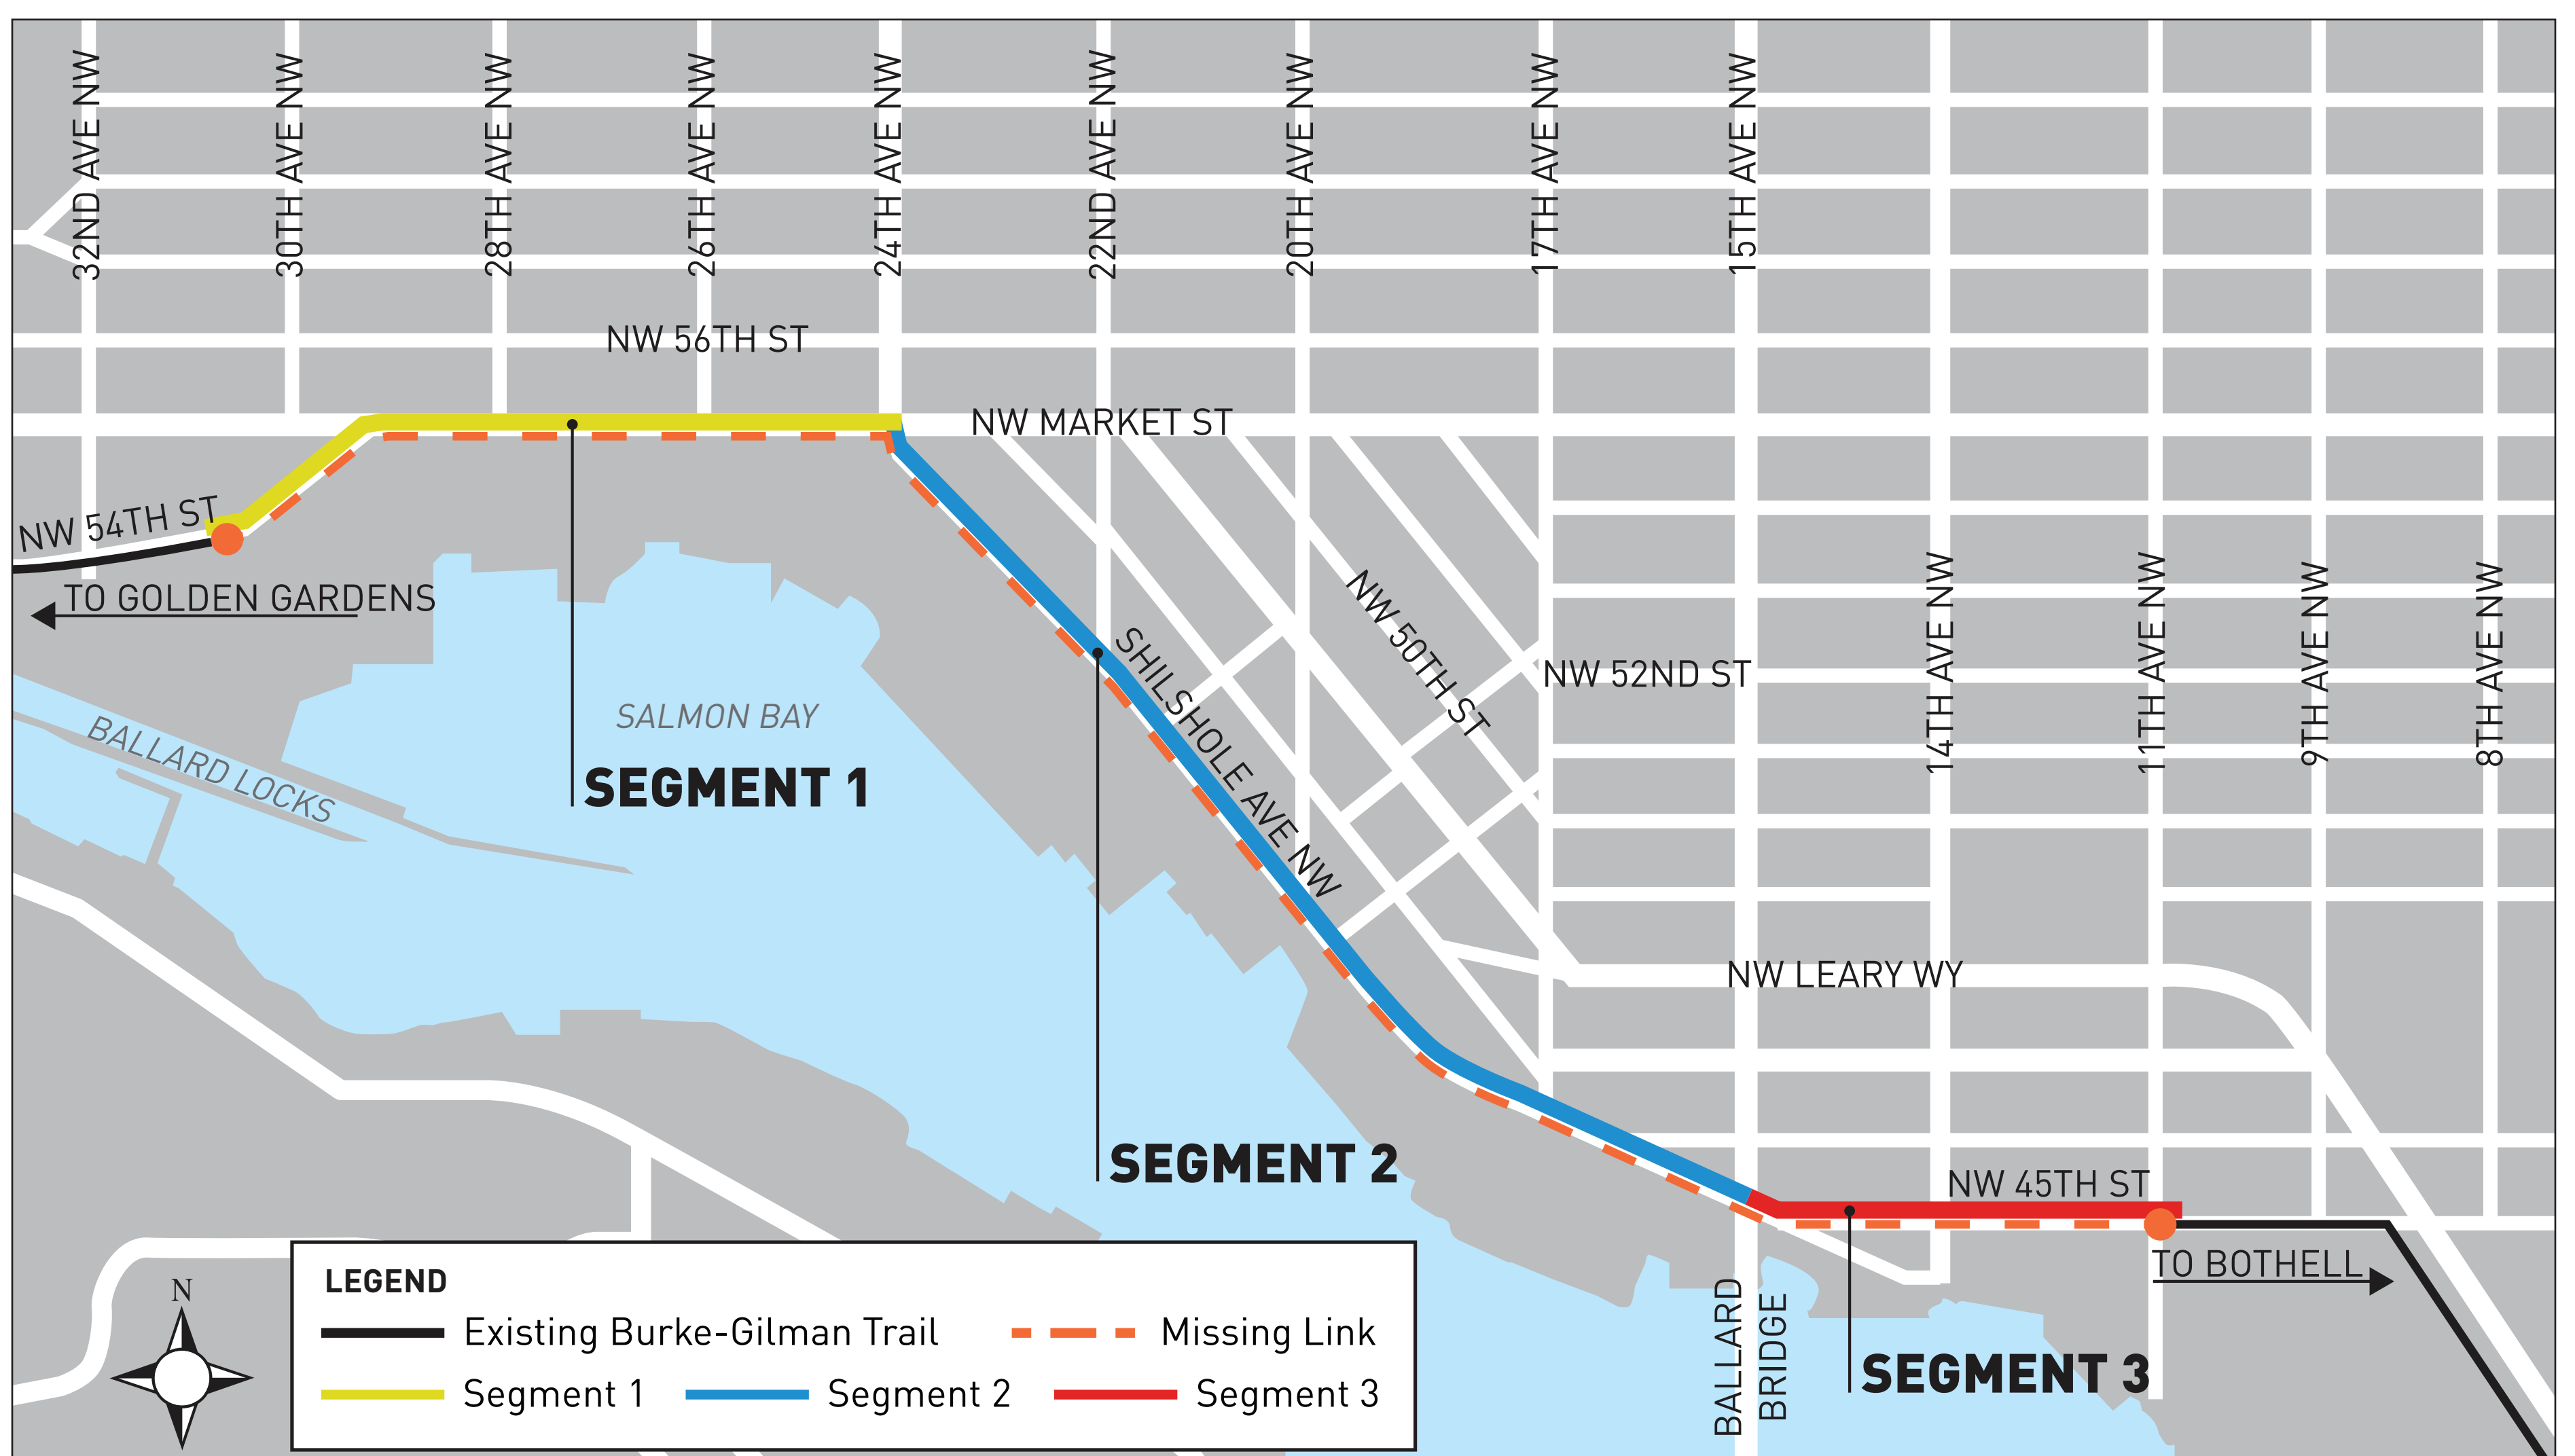 32ND AVE NW
30TH AVE NW
28TH AVE NW
26TH AVE NW
24TH AVE NW
22ND AVE NW
20TH AVE NW
17TH AVE NW
15TH AVE NW
NW 56TH ST
NW MARKET ST
NW 54TH ST
TO GOLDEN GARDENS
NW 50TH ST
NW 52ND ST
14TH AVE NW
11TH AVE NW
9TH AVE NW
8TH AVE NW
SHILSHOLE AVE NW
SALMON BAY
BALLARD LOCKS
SEGMENT 1
NW LEARY WY
SEGMENT 2
NW 45TH ST
TO BOTHELL
BALLARD
BRIDGE
SEGMENT 3
N
LEGEND
Existing Burke-Gilman Trail
Missing Link
Segment 1
Segment 2
Segment 3